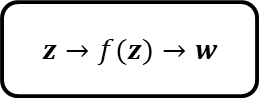 z → f(z) → w